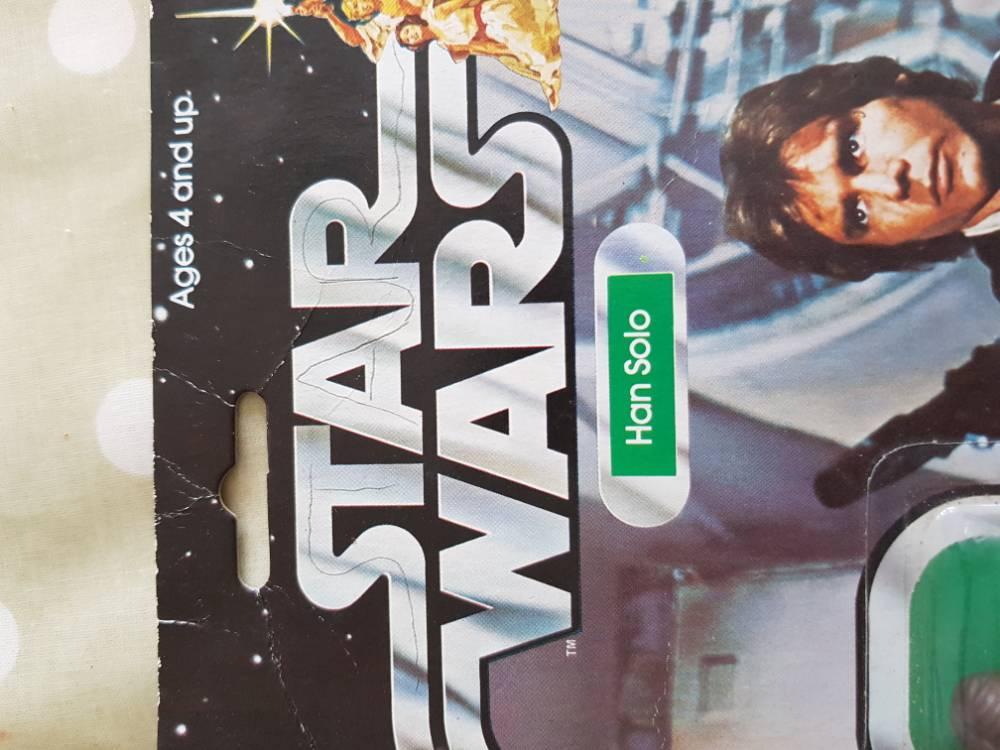 Ages 4 and up.
STAR
WARS
TM
Han Solo